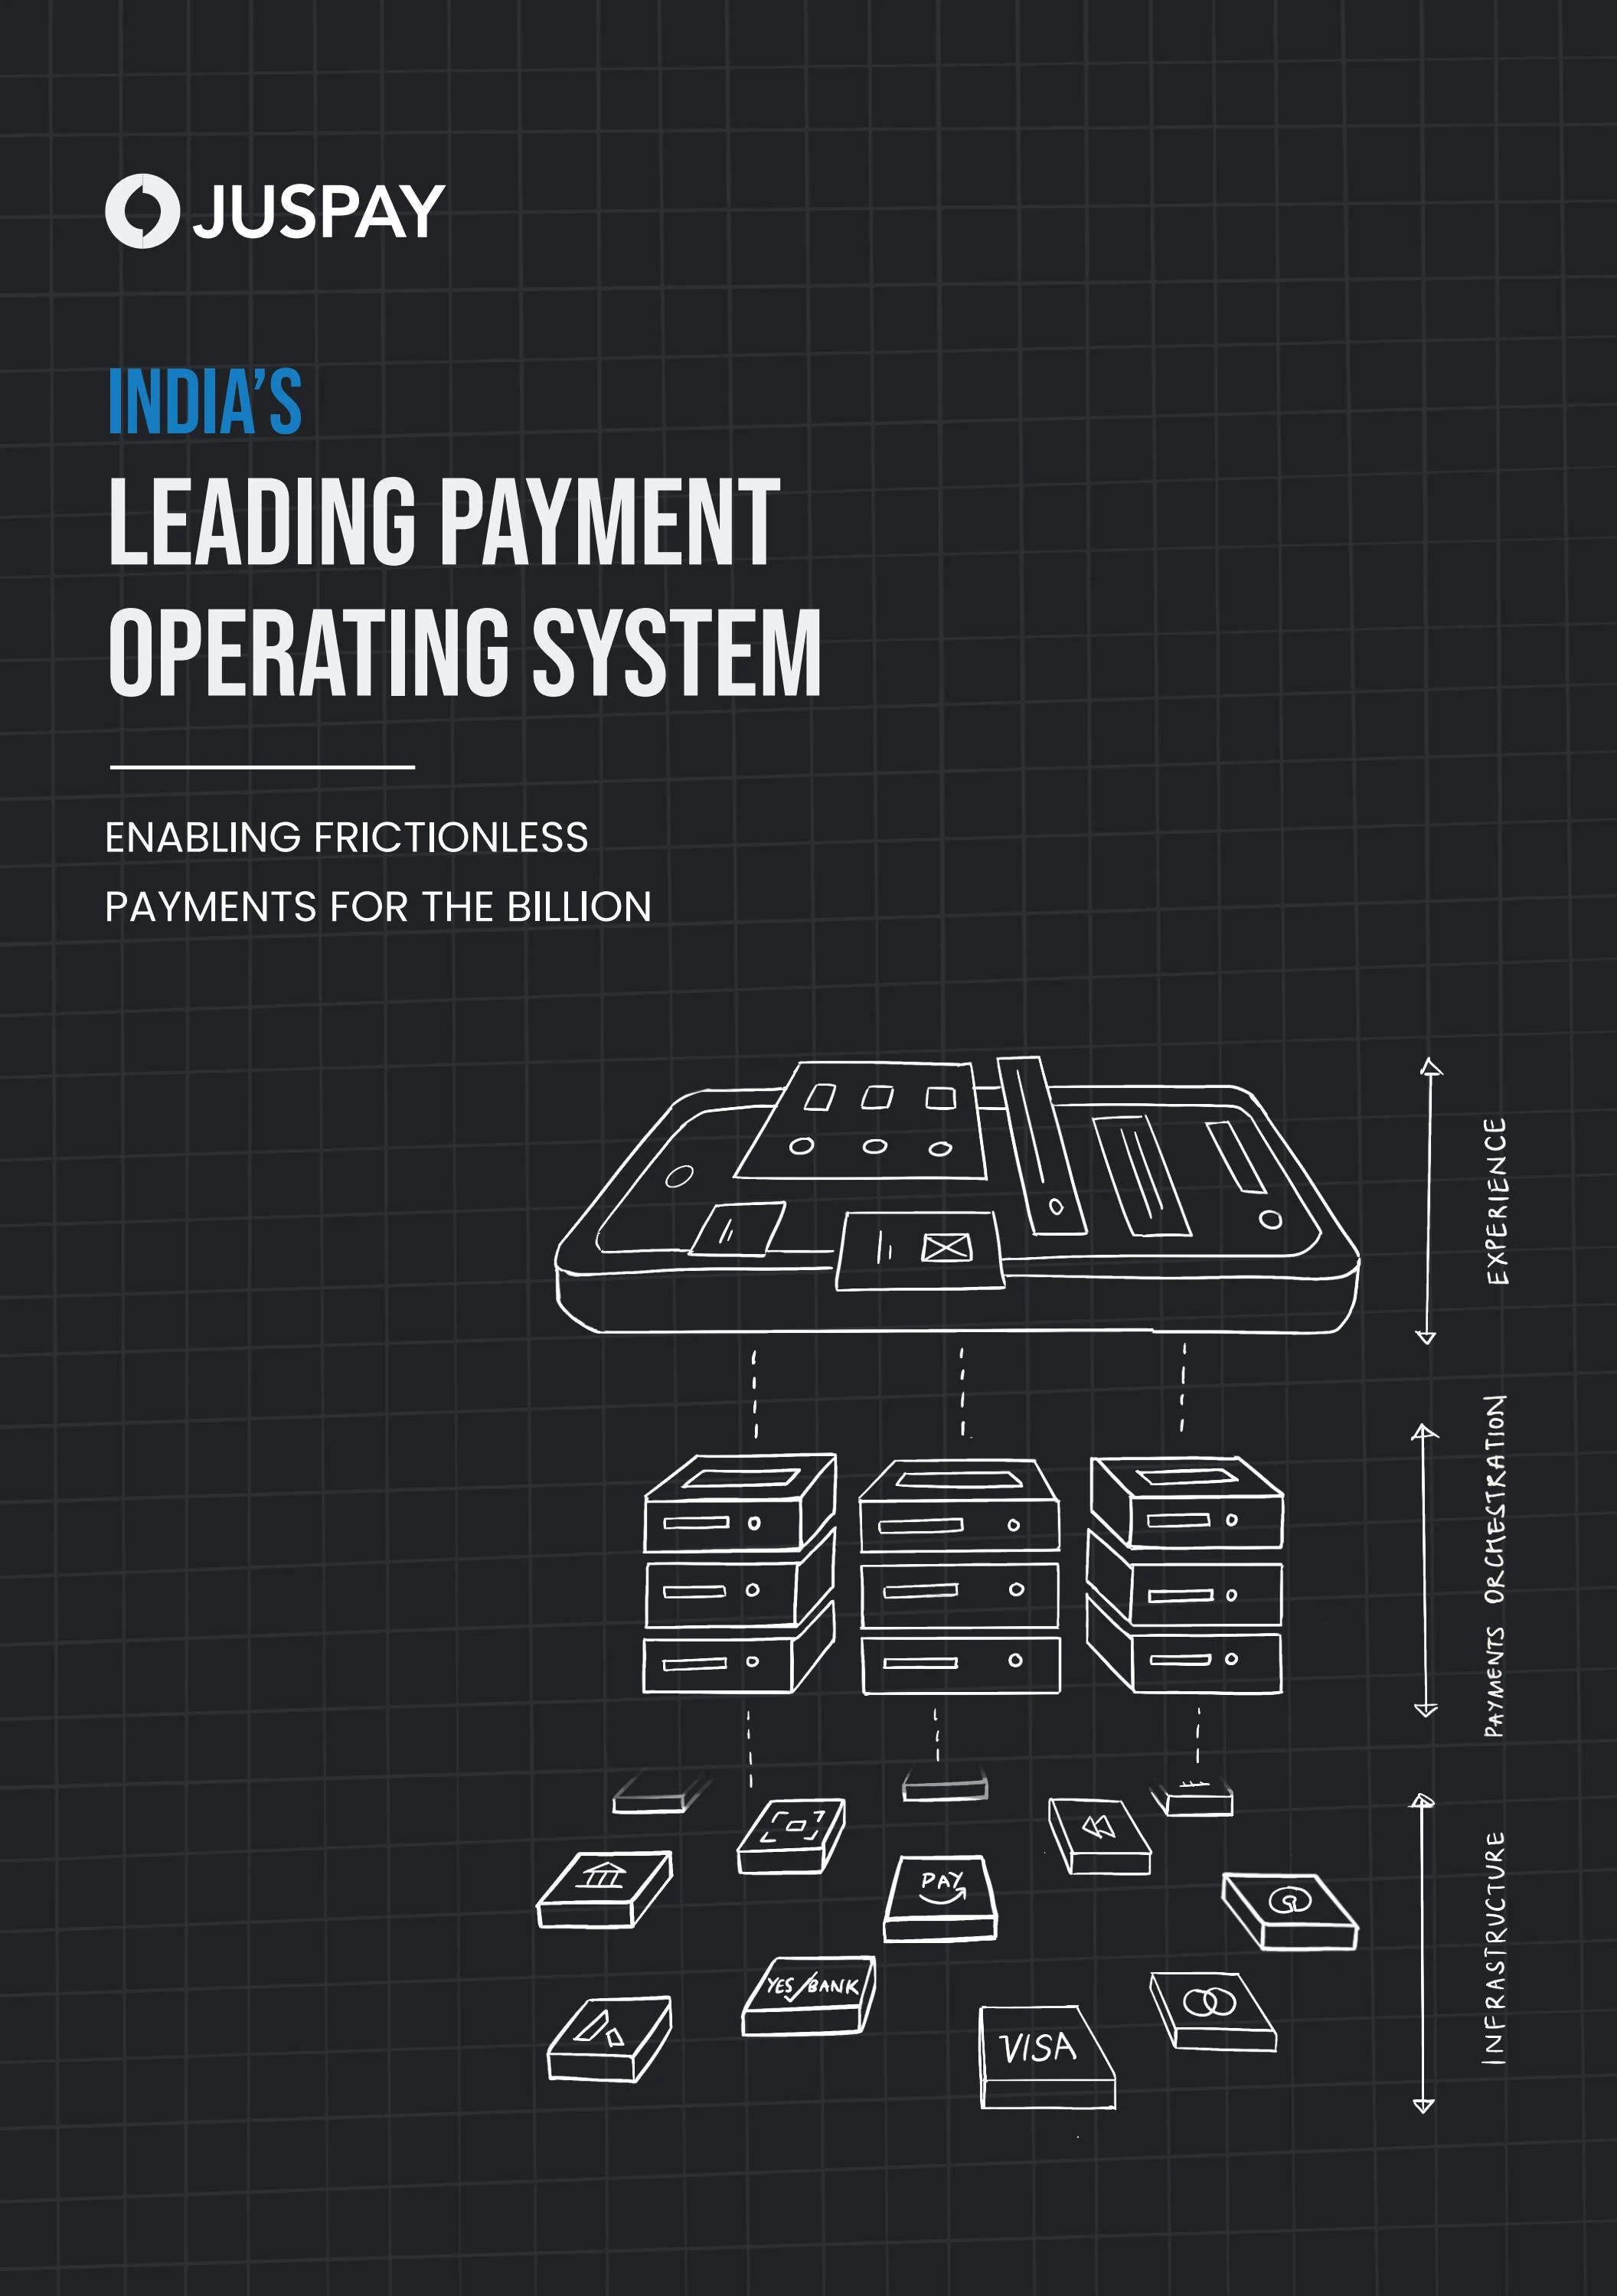 JUSPAY
INDIA’S
LEADING PAYMENT
OPERATING SYSTEM
ENABLING FRICTIONLESS
PAYMENTS FOR THE BILLION
EXPERIENCE
PAYMENTS ORCHESTRATION
INFRASTRUCTURE
PAY
YES BANK
VISA